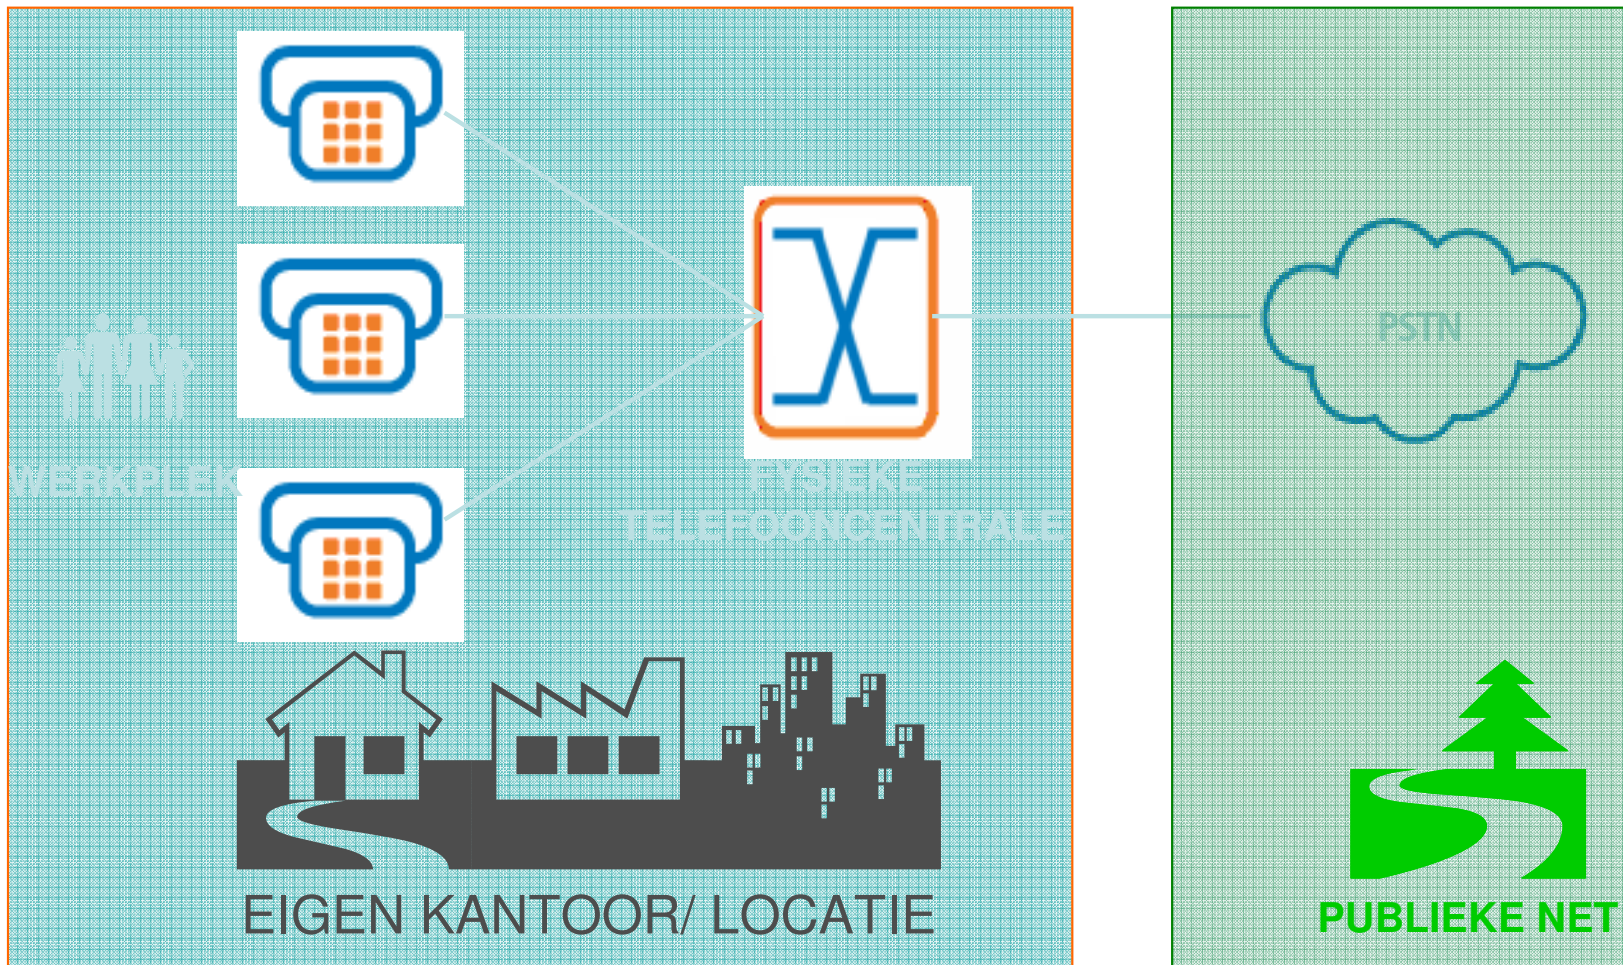 WERKPLEK
FYSIEKE
TELEFOONCENTRALE
PSTN
EIGEN KANTOOR/ LOCATIE
PUBLIEKE NET